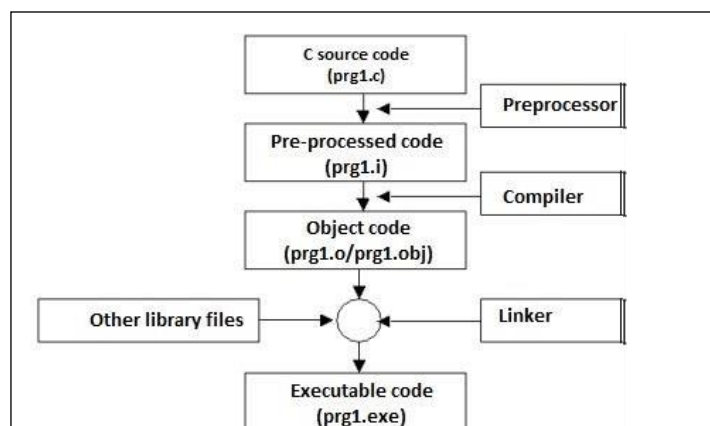 C source code
(prg1.c)
Preprocessor
Pre-processed code
(prg1.i)
Compiler
Object code
(prg1.o/prg1.obj)
Other library files
Linker
Executable code
(prg1.exe)